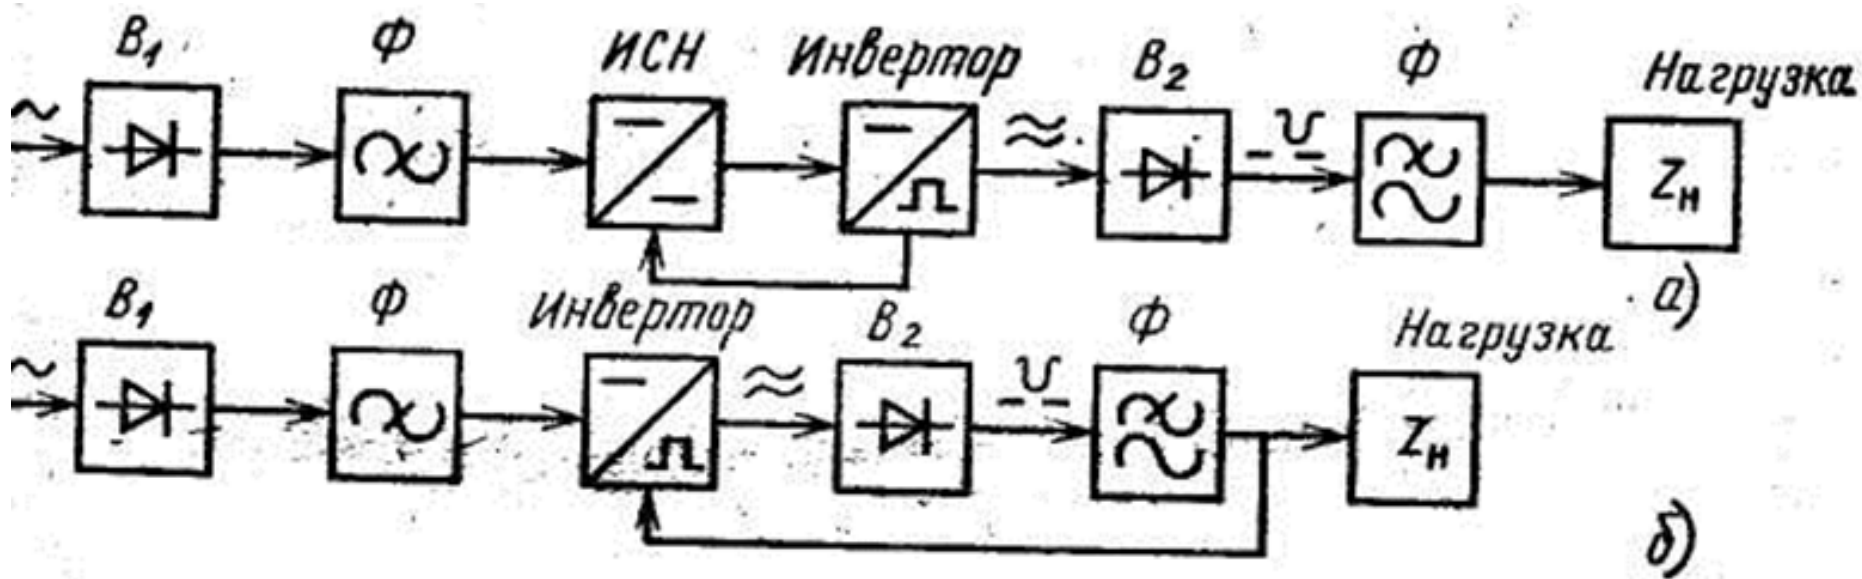 В₁ Ф ИСН Инвертор В₂ Ф Нагрузка
Zн
а)
В₁ Ф Инвертор В₂ Ф Нагрузка
Zн
б)